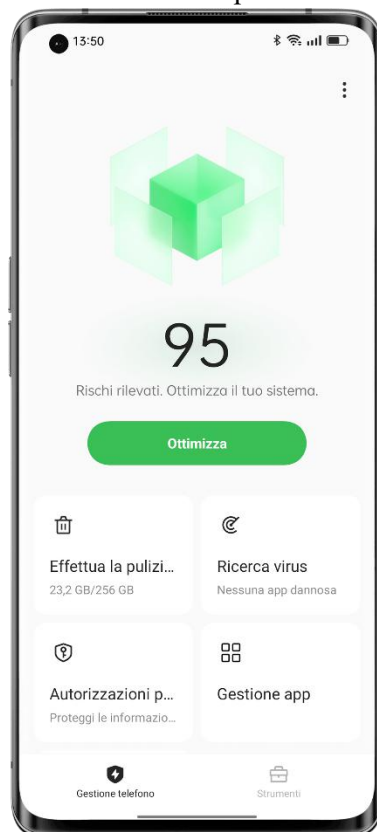 13:50
95
Rischi rilevati. Ottimizza il tuo sistema.
Ottimizza
Effettua la pulizi...
23,2 GB/256 GB
Ricerca virus
Nessuna app dannosa
Autorizzazioni p...
Proteggi le informazio...
Gestione app
Gestione telefono
Strumenti